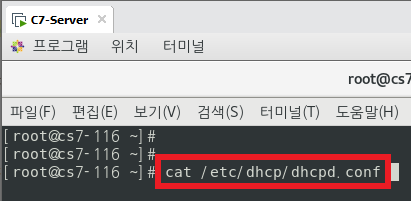 C7-Server ×
프로그램 위치 터미널
root@cs7
파일(F) 편집(E) 보기(V) 검색(S) 터미널(T) 도움말(H)
[root@cs7-116 ~]#
[root@cs7-116 ~]#
[root@cs7-116 ~]# cat /etc/dhcp/dhcpd.conf